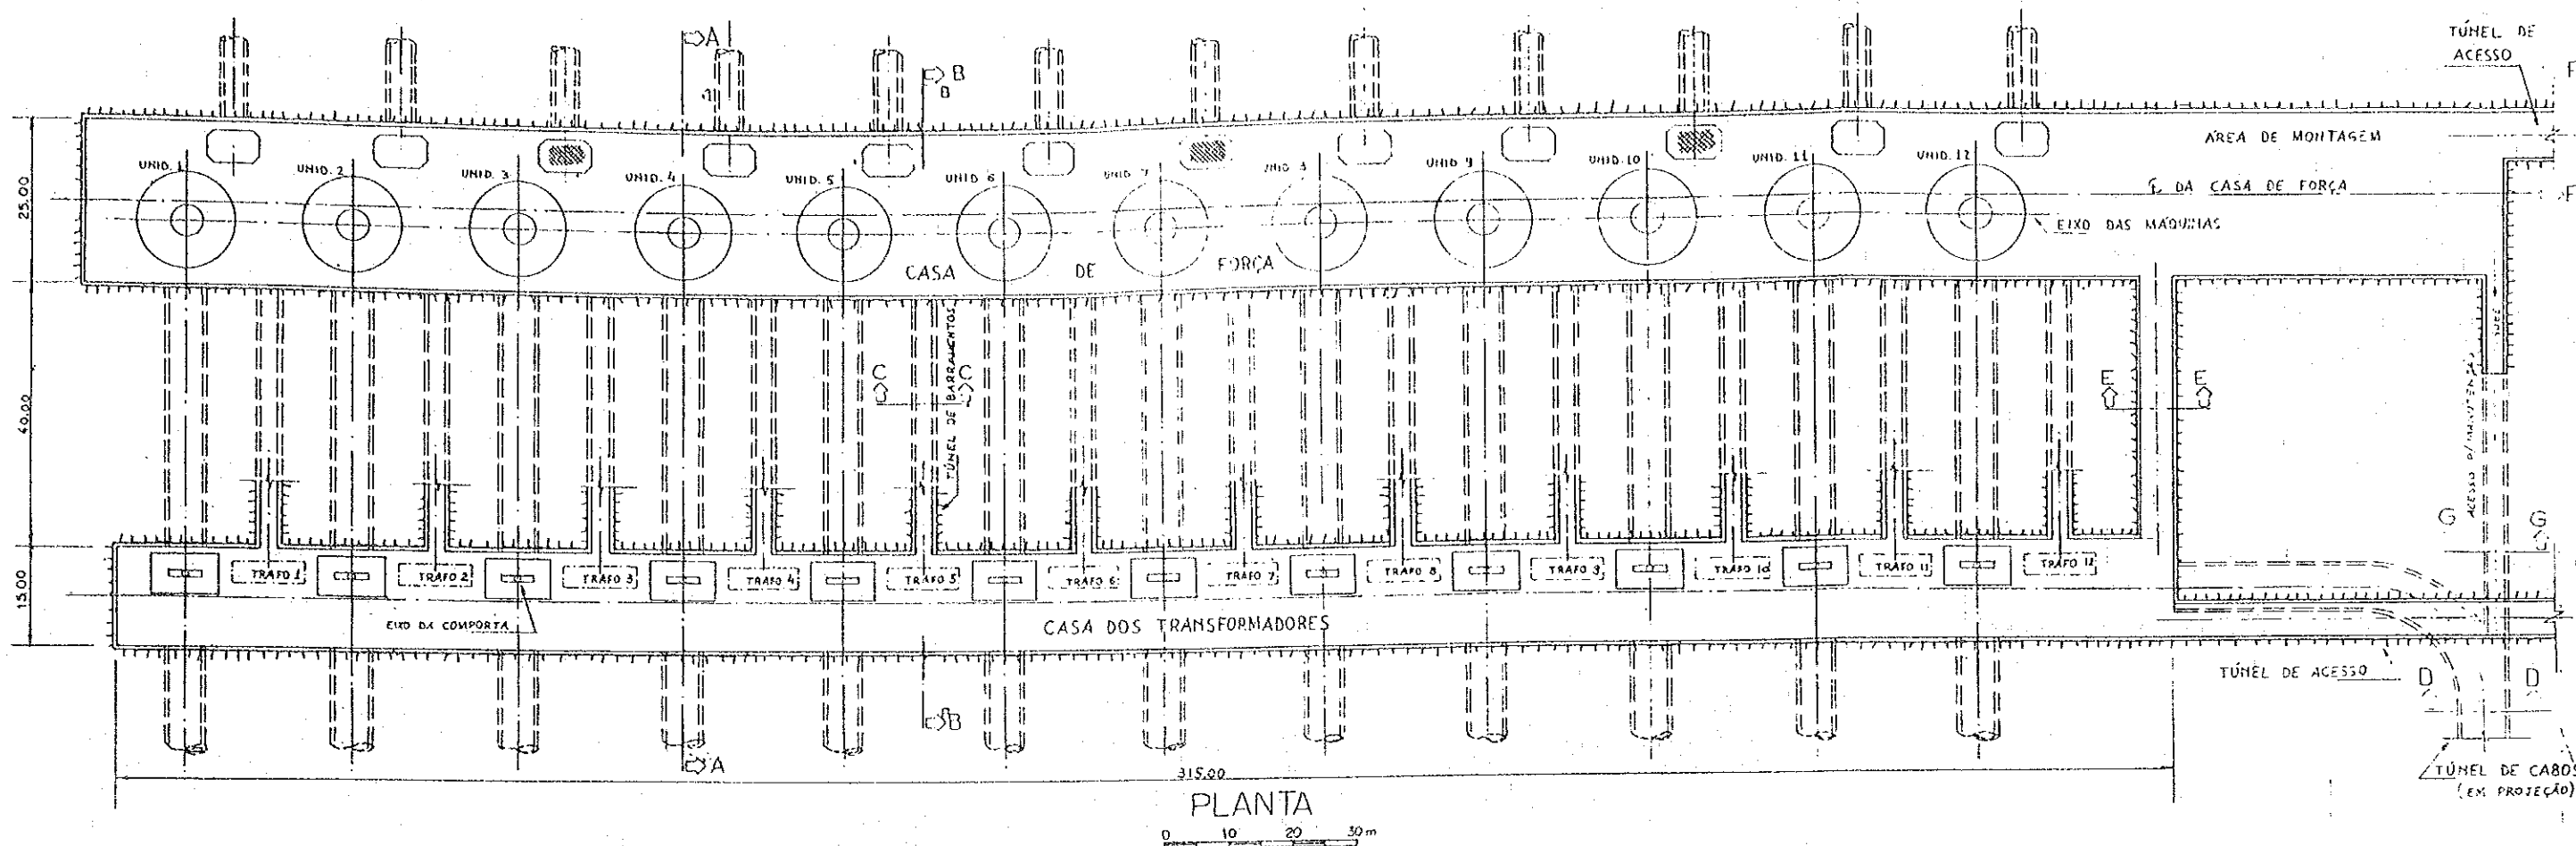 TÚNEL DE
ACESSO
F
A
B
B
ÁREA DE MONTAGEM
UNID. 1
UNID. 2
UNID. 3
UNID. 4
UNID. 5
UNID. 6
UNID. 7
UNID.
UNID. 9
UNID. 10
UNID. 11
UNID. 12
25.00
℄ DA CASA DE FORÇA
F
EIXO DAS MÁQUINAS
CASA DE FORÇA
TÚNEL DE BARRAMENTOS
C
C
E
E
40.00
ACESSO P/
G
G
TRAFO 1
TRAFO 2
TRAFO 3
TRAFO 4
TRAFO 5
TRAFO 6
TRAFO 7
TRAFO 8
TRAFO 9
TRAFO 10
TRAFO 11
TRAFO 12
15.00
EIXO DA COMPORTA
CASA DOS TRANSFORMADORES
TÚNEL DE ACESSO
D
D
B
A
315.00
TÚNEL DE CABOS
(EM PROJEÇÃO)
PLANTA
0 10 20 30 m